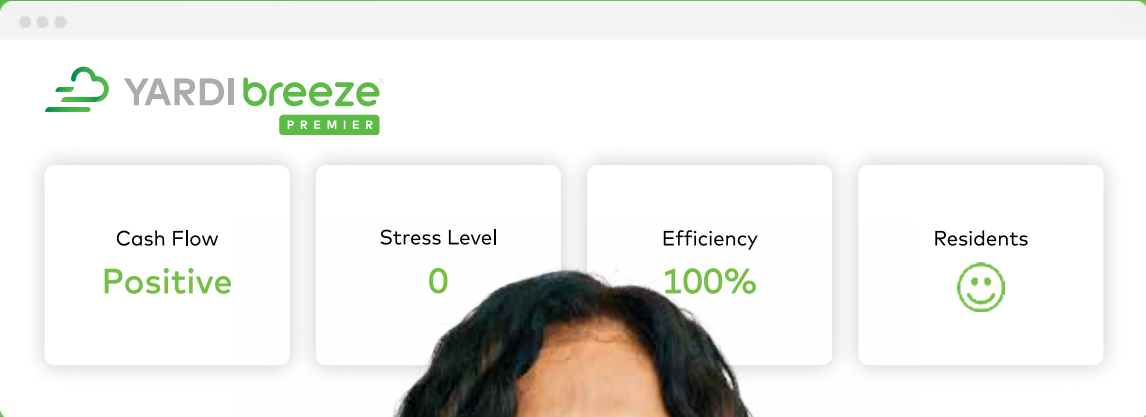 YARDI breeze
PREMIER
Cash Flow
Positive
Stress Level
0
Efficiency
100%
Residents